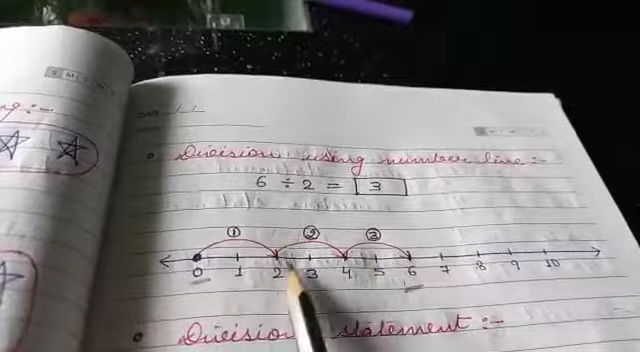 Division using number line:-
6 ÷ 2 = 3
① ② ③
0 1 2 3 4 5 6 7 8 9 10
Division statement:-